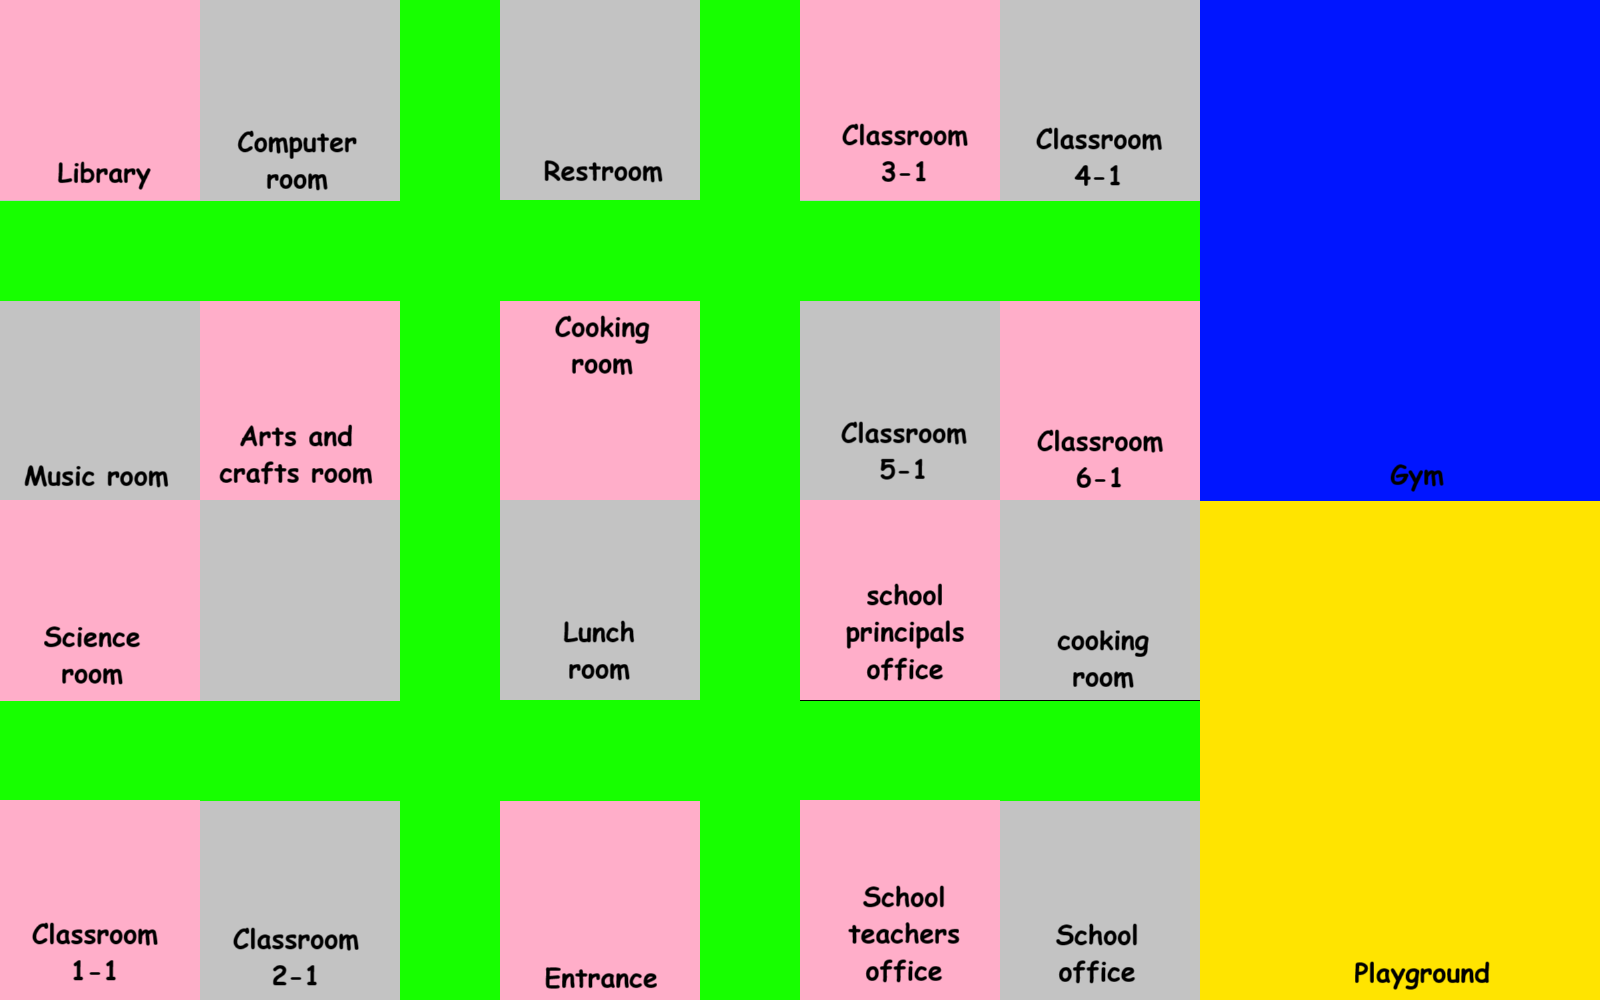 Library
Computer
room
Restroom
Classroom
3-1
Classroom
4-1
Music room
Arts and
crafts room
Cooking
room
Classroom
5-1
Classroom
6-1
Gym
Science
room
Lunch
room
school
principals
office
cooking
room
Classroom
1-1
Classroom
2-1
Entrance
School
teachers
office
School
office
Playground